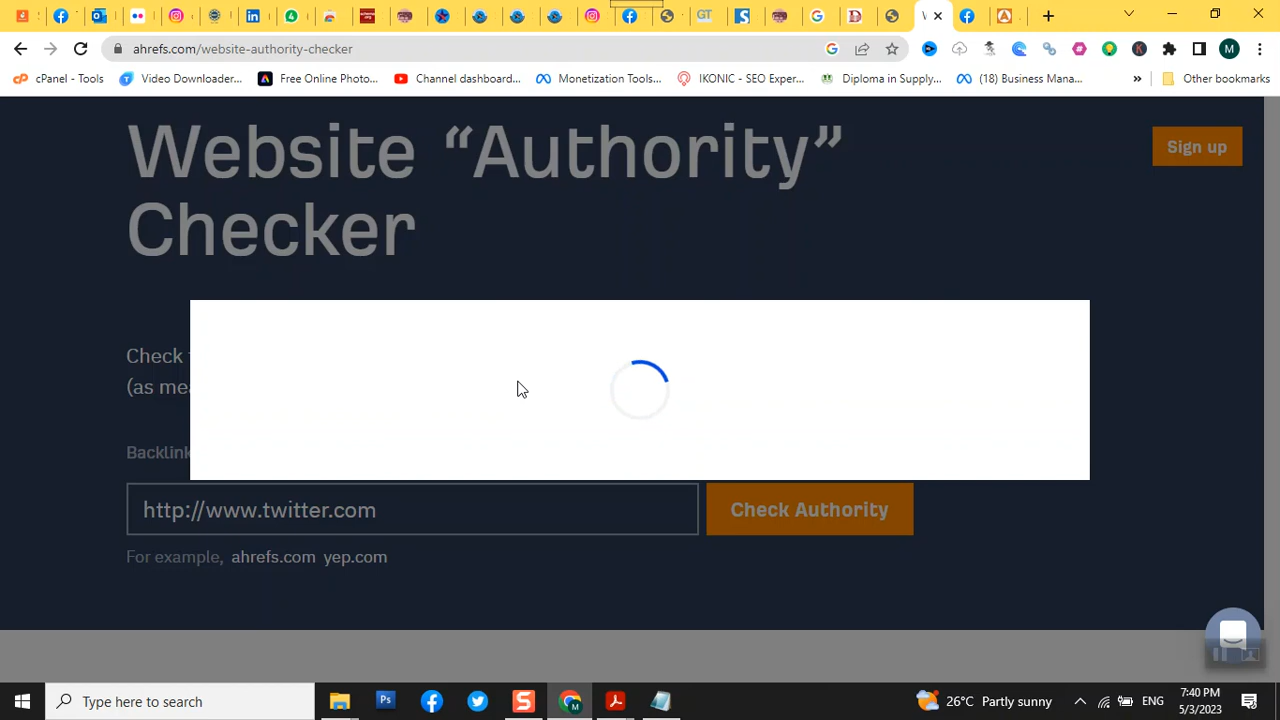 ahrefs.com/website-authority-checker
M
cPanel - Tools
Video Downloader...
Free Online Photo...
Channel dashboard...
Monetization Tools...
IKONIC - SEO Exper...
Diploma in Supply...
(18) Business Mana...
»
Other bookmarks
Website “Authority”
Checker
Sign up
Check
(as mea
Backlink
http://www.twitter.com
Check Authority
For example, ahrefs.com yep.com
Type here to search
26°C Partly sunny
ENG
7:40 PM
5/3/2023